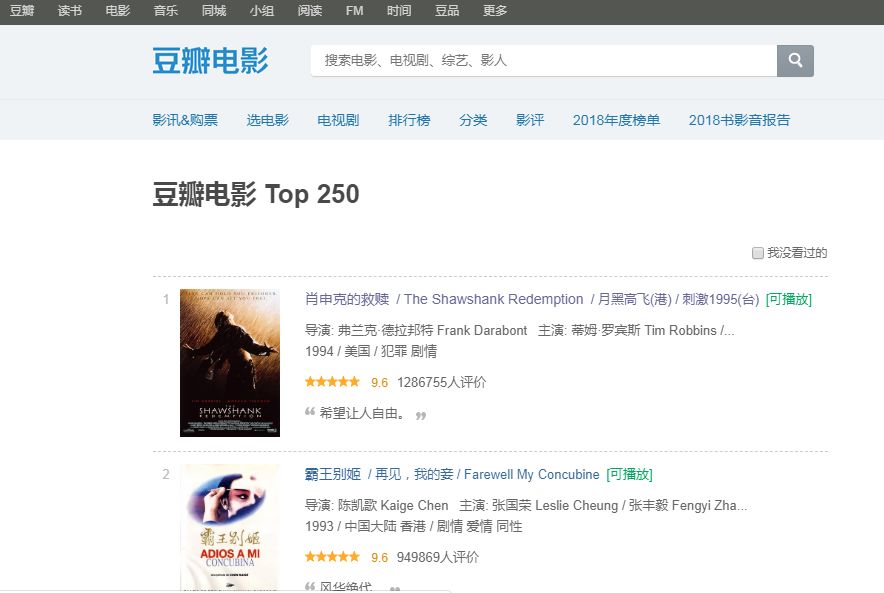 豆瓣 读书 电影 音乐 同城 小组 阅读 FM 时间 豆品 更多
豆瓣电影
搜索电影、电视剧、综艺、影人
影讯&购票 选电影 电视剧 排行榜 分类 影评 2018年度榜单 2018书影音报告
豆瓣电影 Top 250
我没看过的
1
SHAWSHANK
REDEMPTION
肖申克的救赎 / The Shawshank Redemption / 月黑高飞(港) / 刺激1995(台) [可播放]
导演: 弗兰克·德拉邦特 Frank Darabont 主演: 蒂姆·罗宾斯 Tim Robbins /...
1994 / 美国 / 犯罪 剧情
9.6 1286755人评价
“ 希望让人自由。 ”
2
霸王别姬
ADIOS A MI
CONCUBINA
霸王别姬 / 再见，我的妾 / Farewell My Concubine [可播放]
导演: 陈凯歌 Kaige Chen 主演: 张国荣 Leslie Cheung / 张丰毅 Fengyi Zha...
1993 / 中国大陆 香港 / 剧情 爱情 同性
9.6 949869人评价
“ 风华绝代。 ”